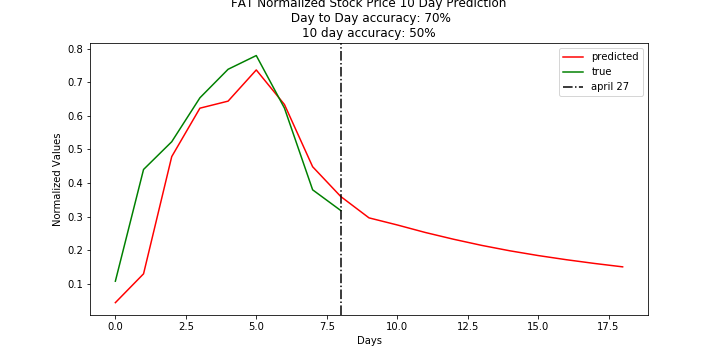 FAT Normalized Stock Price 10 Day Prediction
Day to Day accuracy: 70%
10 day accuracy: 50%
predicted
true
april 27
Normalized Values
0.8
0.7
0.6
0.5
0.4
0.3
0.2
0.1
0.0 2.5 5.0 7.5 10.0 12.5 15.0 17.5
Days